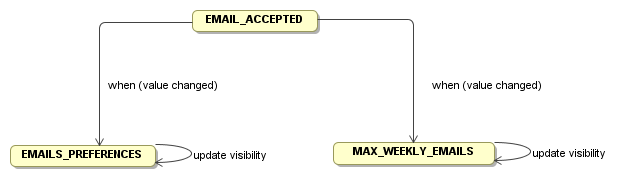 EMAIL_ACCEPTED
when (value changed)
when (value changed)
EMAILS_PREFERENCES
update visibility
MAX_WEEKLY_EMAILS
update visibility